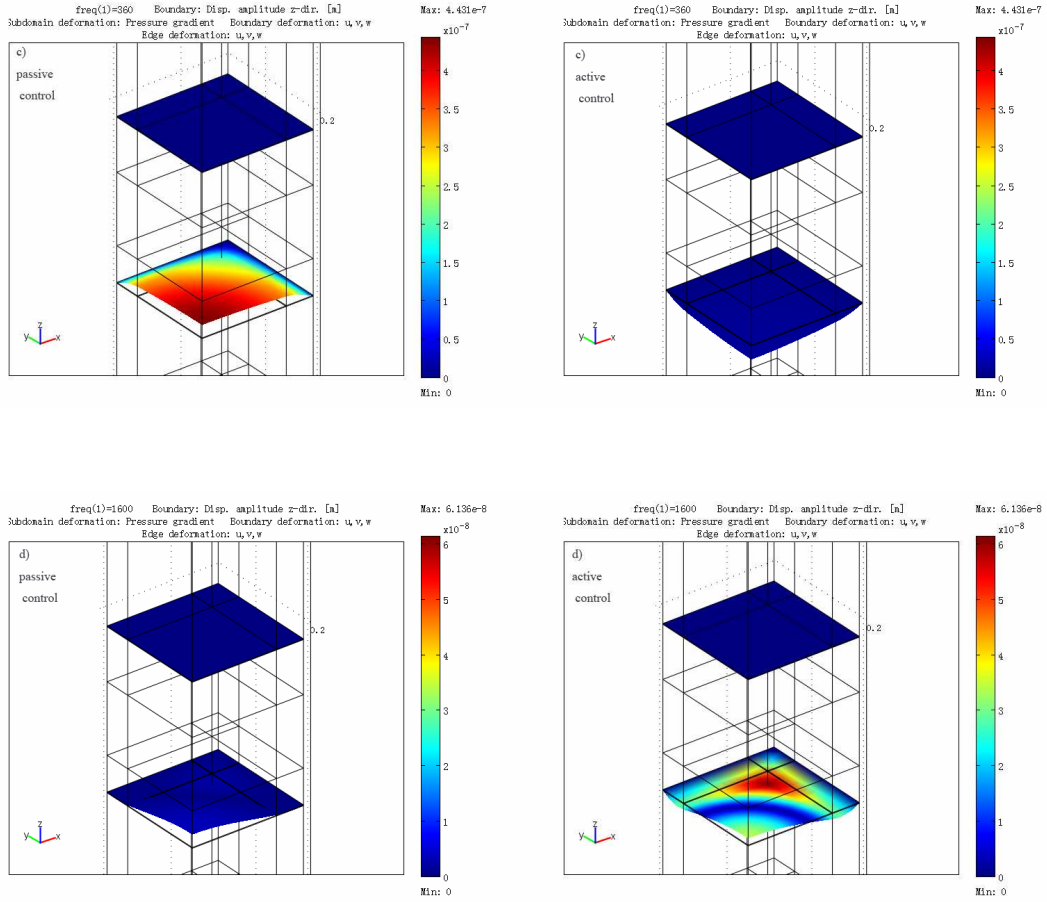 freq(1)=360 Boundary: Disp. amplitude z-dir. [m] Max: 4.431e-7
Subdomain deformation: Pressure gradient Boundary deformation: u,v,w
Edge deformation: u,v,w
x10⁻⁷
c)
passive
control
0.2
4
3.5
3
2.5
2
1.5
1
0.5
0
z
y
x
Min: 0
freq(1)=360 Boundary: Disp. amplitude z-dir. [m] Max: 4.431e-7
Subdomain deformation: Pressure gradient Boundary deformation: u,v,w
Edge deformation: u,v,w
x10⁻⁷
c)
active
control
0.2
4
3.5
3
2.5
2
1.5
1
0.5
0
z
y
x
Min: 0
freq(1)=1600 Boundary: Disp. amplitude z-dir. [m] Max: 6.136e-8
Subdomain deformation: Pressure gradient Boundary deformation: u,v,w
Edge deformation: u,v,w
x10⁻⁸
d)
passive
control
0.2
6
5
4
3
2
1
0
z
y
x
Min: 0
freq(1)=1600 Boundary: Disp. amplitude z-dir. [m] Max: 6.136e-8
Subdomain deformation: Pressure gradient Boundary deformation: u,v,w
Edge deformation: u,v,w
x10⁻⁸
d)
active
control
0.2
6
5
4
3
2
1
0
z
y
x
Min: 0